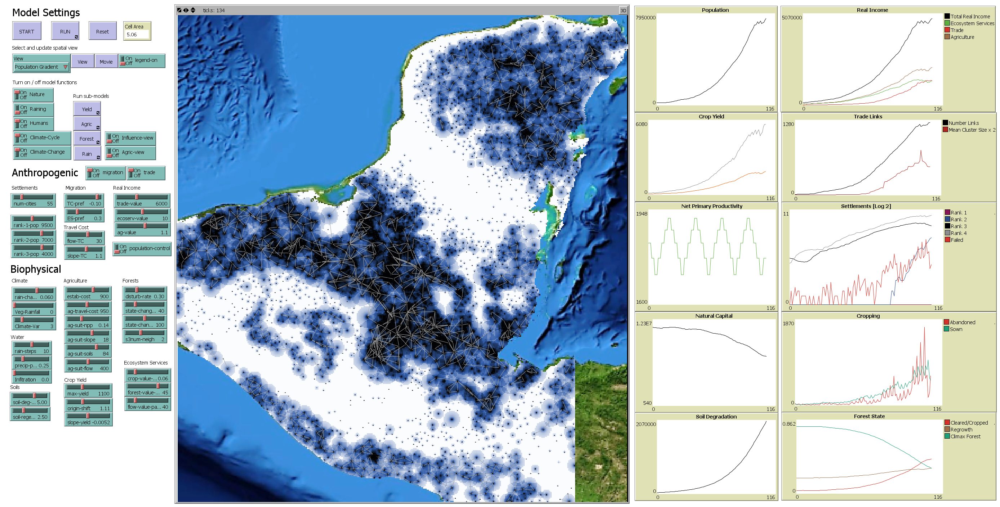 Model Settings
START
RUN
Reset
Cell Area
5.06
Select and update spatial view
View
Population Gradient
View
Movie
On
Off
legend-on
Turn on / off model functions
On
Off
Nature
On
Off
Raining
On
Off
Humans
On
Off
Climate-Cycle
On
Off
Climate-Change
Run sub-models
Yield
Agric
Forest
Rain
On
Off
Influence-view
On
Off
Agric-view
Anthropogenic
On
Off
migration
On
Off
trade
Settlements
num-cities 55
rank-1-pop 9500
rank-2-pop 7000
rank-3-pop 4000
Migration
TC-pref -0.10
ES-pref 0.3
Travel Cost
flow-TC 30
slope-TC 1.1
Real Income
trade-value 6000
ecoserv-value 10
ag-value 1.1
On
Off
population-control
Biophysical
Climate
rain-cha... 0.060
Veg-Rainfall 0
Climate-Var 3
Water
rain-steps 10
precip-p... 0.25
Infitration 0.0
Soils
soil-deg-... 5.00
soil-rege... 2.50
Agriculture
estab-cost 900
ag-travel-cost 950
ag-suit-npp 0.14
ag-suit-slope 18
ag-suit-soils 84
ag-suit-flow 400
Crop Yield
max-yield 1100
origin-shift 1.11
slope-yield -0.0052
Forests
disturb-rate 0.30
state-chang... 40
state-chan... 100
s3num-neigh 2
Ecosystem Services
crop-value-... 0.06
forest-value-... 45
flow-value-pa... 40
ticks: 134
3D
Population
7950000
0
0
116
Crop Yield
6080
0
0
116
Net Primary Productivity
1948
1600
0
116
Natural Capital
1.23E7
540
0
116
Soil Degradation
2070000
0
0
116
Real Income
5070000
0
0
116
Total Real Income
Ecosystem Services
Trade
Agriculture
Trade Links
1280
0
0
116
Number Links
Mean Cluster Size x 2
Settlements [Log 2]
11
0
0
116
Rank 1
Rank 2
Rank 3
Rank 4
Failed
Cropping
1870
0
0
116
Abandoned
Sown
Forest State
0.862
0
0
116
Cleared/Cropped
Regrowth
Climax Forest